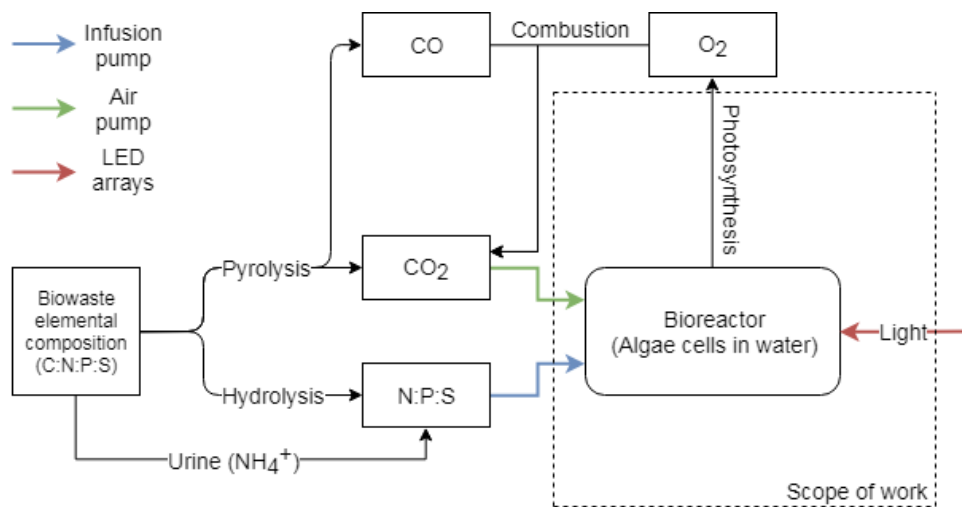 Infusion
pump
Air
pump
LED
arrays
CO
Combustion
O₂
Photosynthesis
Pyrolysis
CO₂
Biowaste
elemental
composition
(C:N:P:S)
Bioreactor
(Algae cells in water)
Light
Hydrolysis
N:P:S
Urine (NH₄⁺)
Scope of work